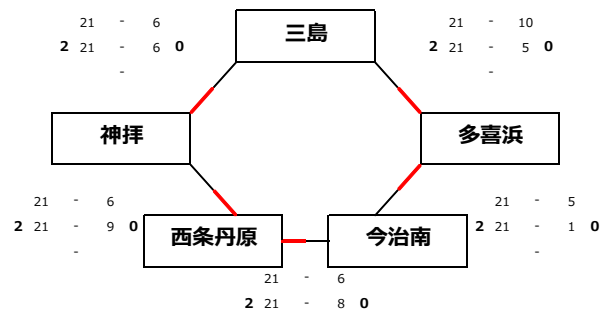 21 - 6
2 21 - 6 0
-
三島
21 - 10
2 21 - 5 0
-
神拝
多喜浜
21 - 6
2 21 - 9 0
-
西条丹原
今治南
21 - 5
2 21 - 1 0
-
21 - 6
2 21 - 8 0